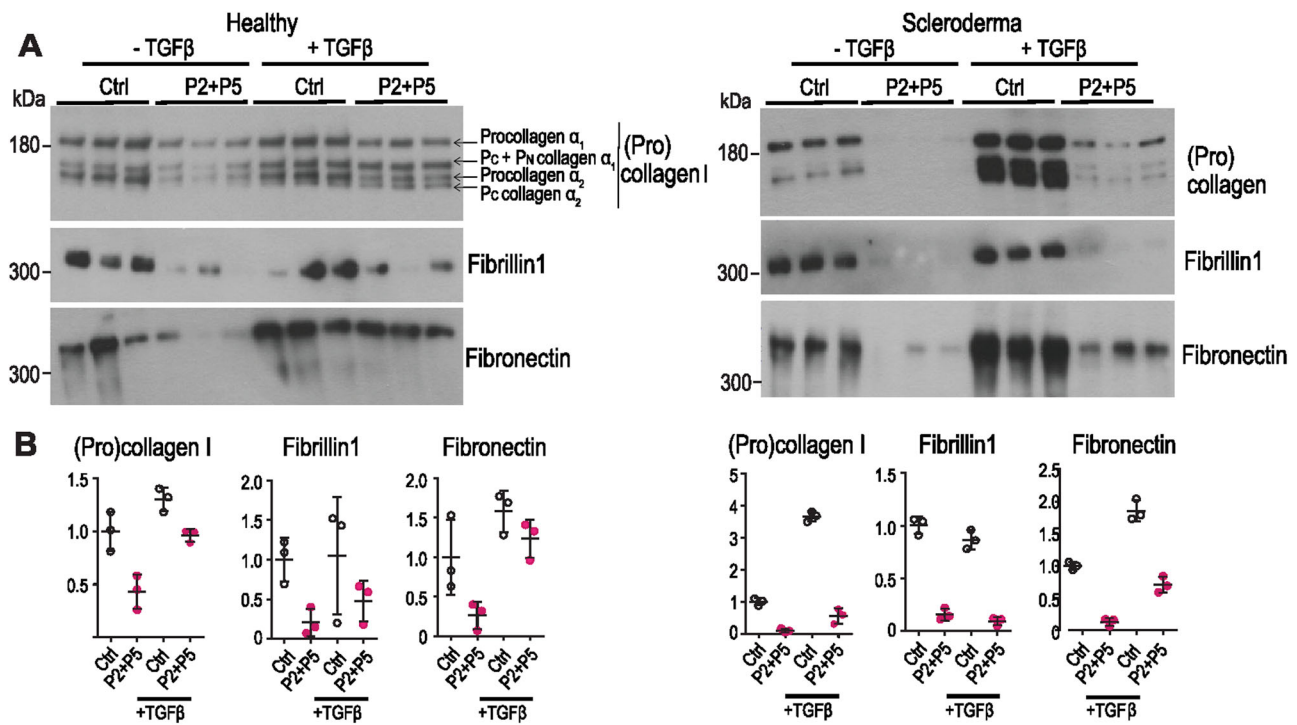 A
Healthy
- TGFβ + TGFβ
Ctrl P2+P5 Ctrl P2+P5
kDa
180
Procollagen α1
Pc + PN collagen α1
Procollagen α2
Pc collagen α2
(Pro)
collagen I
300
Fibrillin1
300
Fibronectin
Scleroderma
- TGFβ + TGFβ
Ctrl P2+P5 Ctrl P2+P5
kDa
180
(Pro)
collagen
300
Fibrillin1
300
Fibronectin
B
(Pro)collagen I
1.5
1.0
0.5
Ctrl P2+P5 Ctrl P2+P5
+TGFβ
Fibrillin1
2.0
1.5
1.0
0.5
0
Ctrl P2+P5 Ctrl P2+P5
+TGFβ
Fibronectin
2.0
1.5
1.0
0.5
0
Ctrl P2+P5 Ctrl P2+P5
+TGFβ
(Pro)collagen I
5
4
3
2
1
0
Ctrl P2+P5 Ctrl P2+P5
+TGFβ
Fibrillin1
1.5
1.0
0.5
0
Ctrl P2+P5 Ctrl P2+P5
+TGFβ
Fibronectin
2.5
2.0
1.5
1.0
0.5
0
Ctrl P2+P5 Ctrl P2+P5
+TGFβ